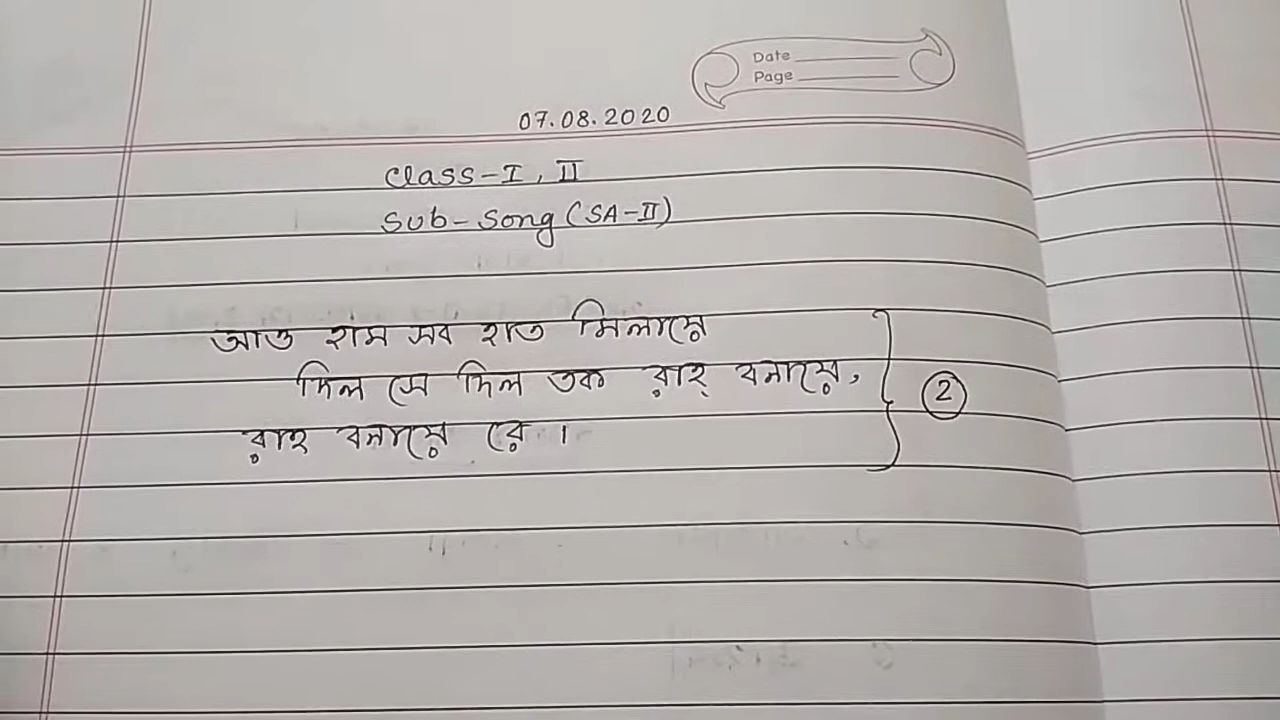 Date
Page
07.08.2020
Class-I, II
Sub-Song (SA-II)
আও হাম সব হাত মিলায়ে
দিল সে দিল তক রাহ্ বনায়ে,
রাহ বনায়ে রে।
2